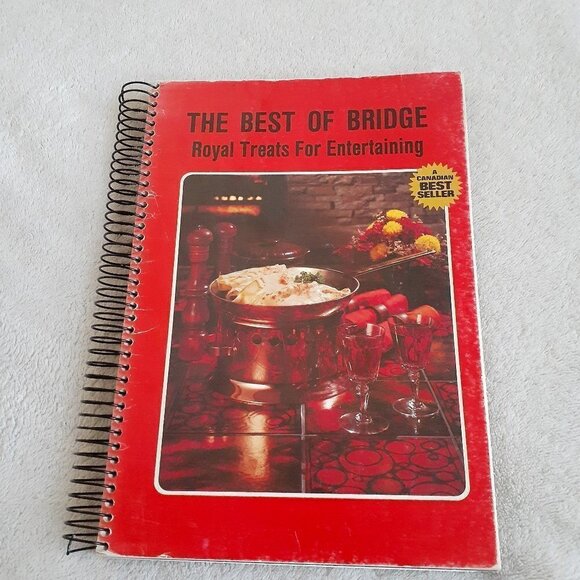 THE BEST OF BRIDGE
Royal Treats For Entertaining
A
CANADIAN
BEST
SELLER